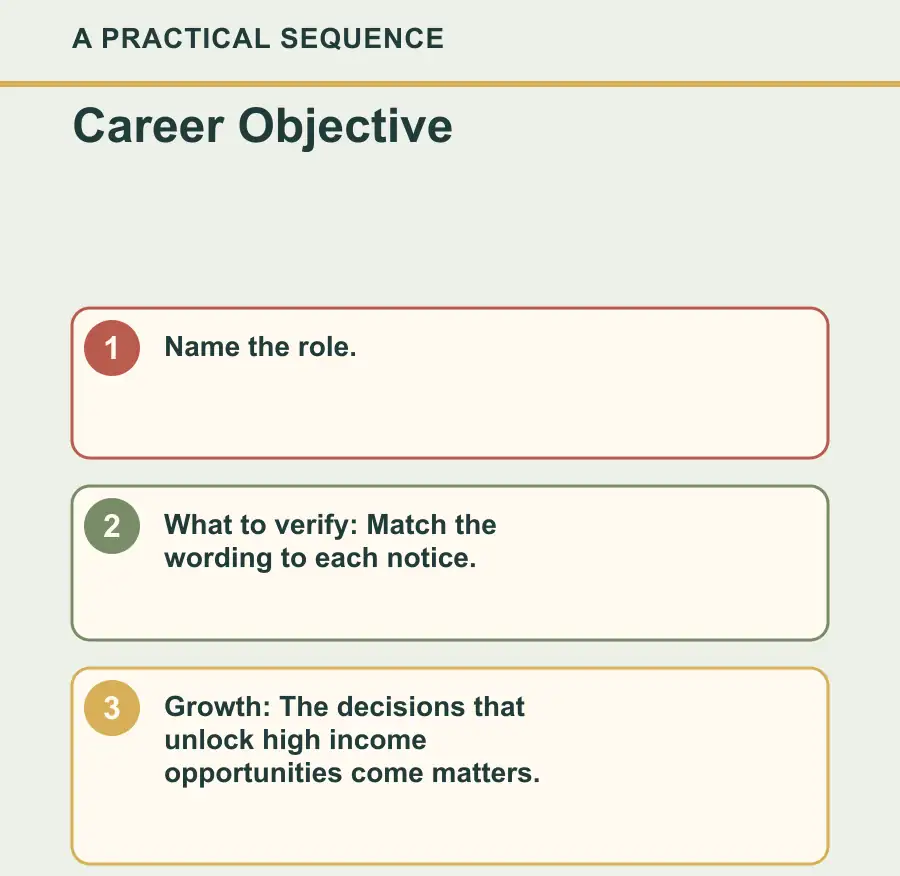 A PRACTICAL SEQUENCE
Career Objective
1
Name the role.
2
What to verify: Match the
wording to each notice.
3
Growth: The decisions that
unlock high income
opportunities come matters.